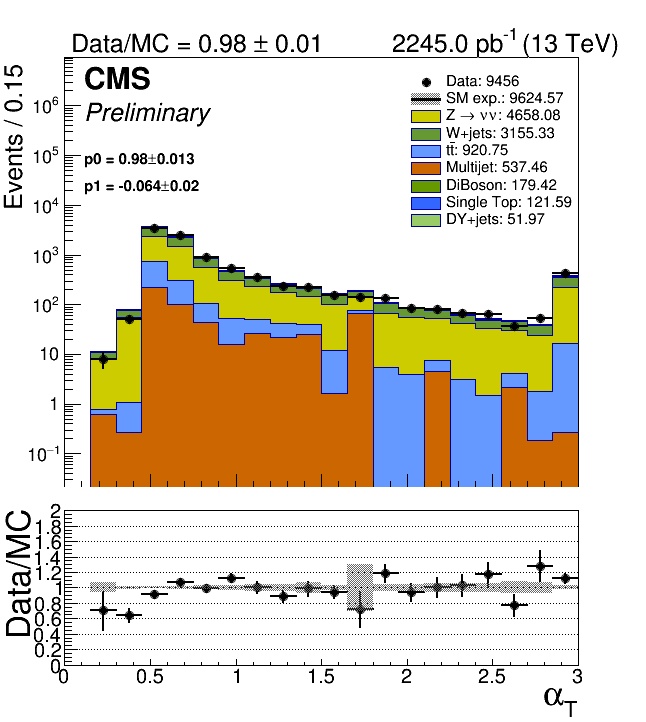 Data/MC = 0.98 ± 0.01 2245.0 pb⁻¹ (13 TeV)
CMS
Preliminary
p0 = 0.98±0.013
p1 = -0.064±0.02
Data: 9456
SM exp.: 9624.57
Z → νν: 4658.08
W+jets: 3155.33
tt̄: 920.75
Multijet: 537.46
DiBoson: 179.42
Single Top: 121.59
DY+jets: 51.97
Events / 0.15
10⁶
10⁵
10⁴
10³
10²
10
1
10⁻¹
Data/MC
2
1.8
1.6
1.4
1.2
1
0.8
0.6
0.4
0.2
0
0 0.5 1 1.5 2 2.5 3
α_T